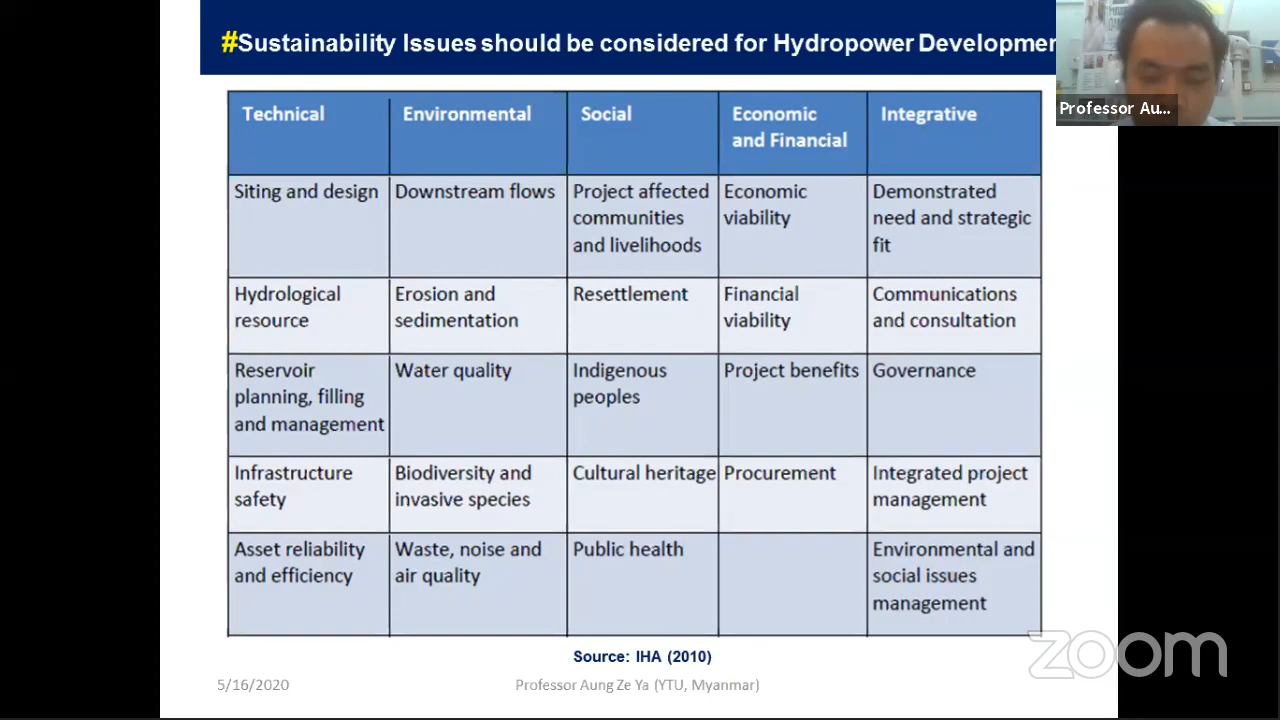 #Sustainability Issues should be considered for Hydropower Developmen
Professor Au...
Technical Environmental Social Economic and Financial Integrative
Siting and design Downstream flows Project affected communities and livelihoods Economic viability Demonstrated need and strategic fit
Hydrological resource Erosion and sedimentation Resettlement Financial viability Communications and consultation
Reservoir planning, filling and management Water quality Indigenous peoples Project benefits Governance
Infrastructure safety Biodiversity and invasive species Cultural heritage Procurement Integrated project management
Asset reliability and efficiency Waste, noise and air quality Public health Environmental and social issues management
Source: IHA (2010)
5/16/2020 Professor Aung Ze Ya (YTU, Myanmar)
zoom